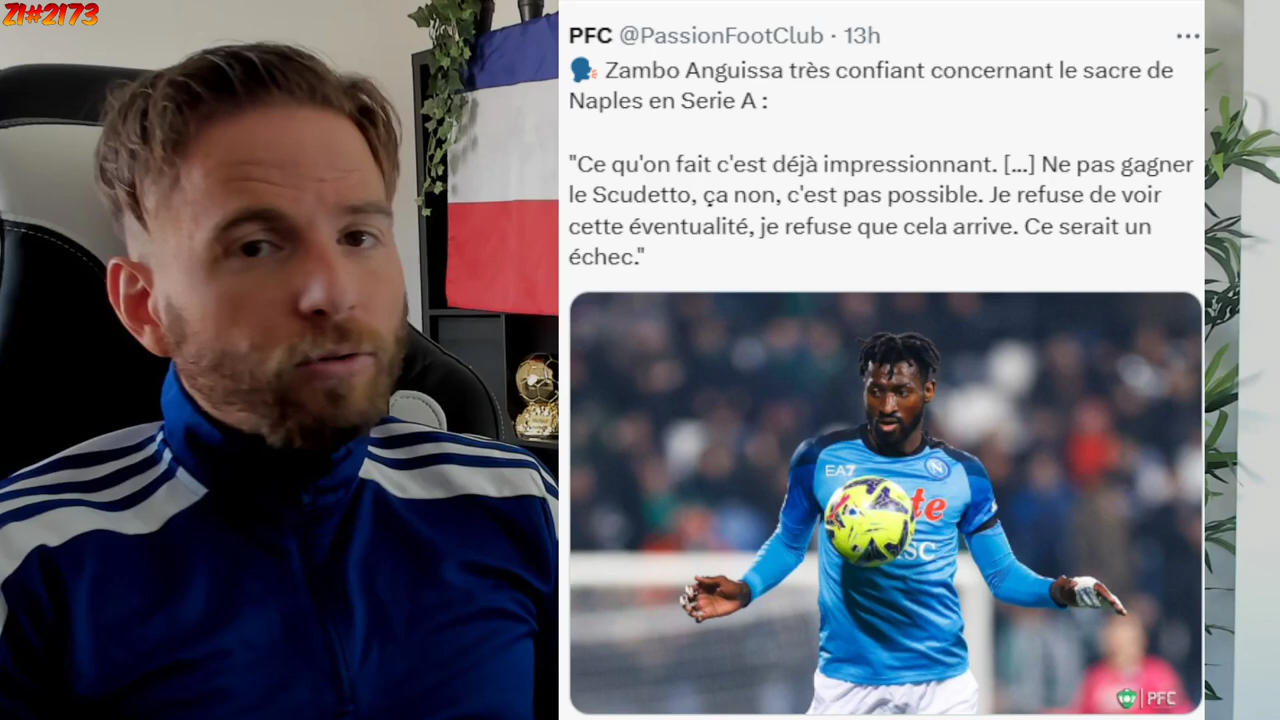 ZI#2173
PFC @PassionFootClub · 13h
🗣 Zambo Anguissa très confiant concernant le sacre de
Naples en Serie A :
"Ce qu'on fait c'est déjà impressionnant. [...] Ne pas gagner
le Scudetto, ça non, c'est pas possible. Je refuse de voir
cette éventualité, je refuse que cela arrive. Ce serait un
échec."
EA7
N
te
SC
PFC